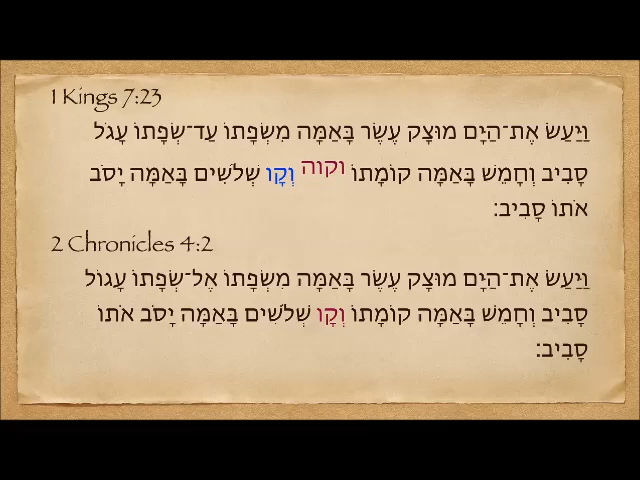 1 Kings 7:23
וַיַּעַשׂ אֶת־הַיָּם מוּצָק עֶשֶׂר בָּאַמָּה מִשְּׂפָתוֹ עַד־שְׂפָתוֹ עָגֹל
סָבִיב וְחָמֵשׁ בָּאַמָּה קוֹמָתוֹ וקוה וְקָו שְׁלֹשִׁים בָּאַמָּה יָסֹב
אֹתוֹ סָבִיב׃
2 Chronicles 4:2
וַיַּעַשׂ אֶת־הַיָּם מוּצָק עֶשֶׂר בָּאַמָּה מִשְּׂפָתוֹ אֶל־שְׂפָתוֹ עָגוֹל
סָבִיב וְחָמֵשׁ בָּאַמָּה קוֹמָתוֹ וְקָו שְׁלֹשִׁים בָּאַמָּה יָסֹב אֹתוֹ
סָבִיב׃